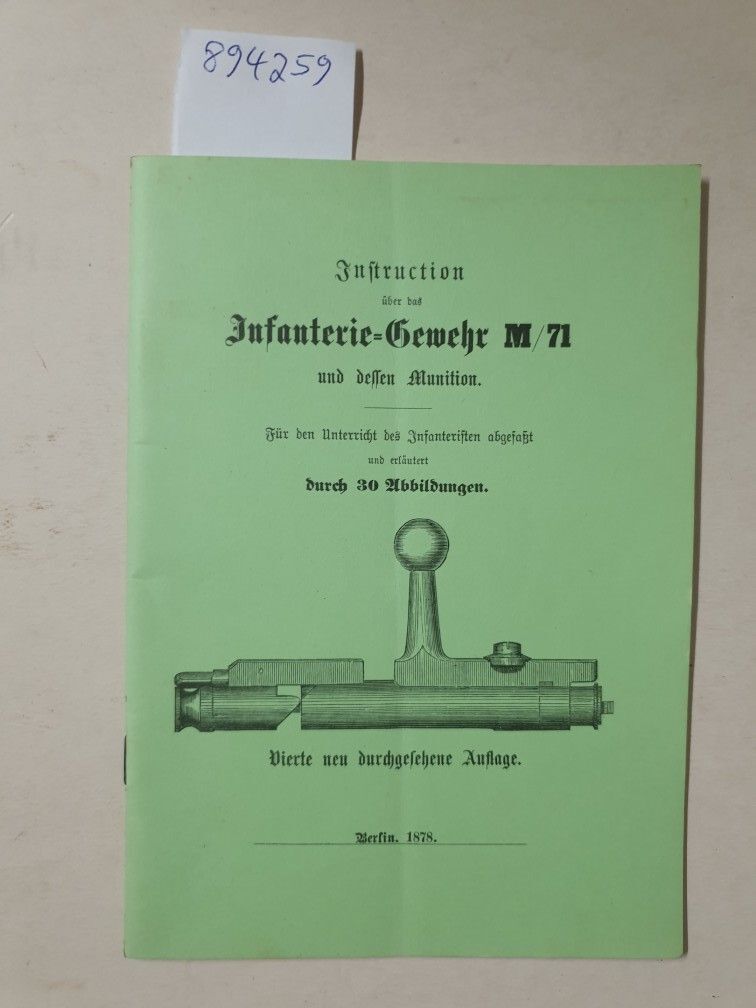 894259
Instruction
über das
Infanterie=Gewehr M/71
und dessen Munition.
Für den Unterricht des Infanteristen abgefaßt
und erläutert
durch 30 Abbildungen.
Vierte neu durchgesehene Auflage.
Berlin. 1878.